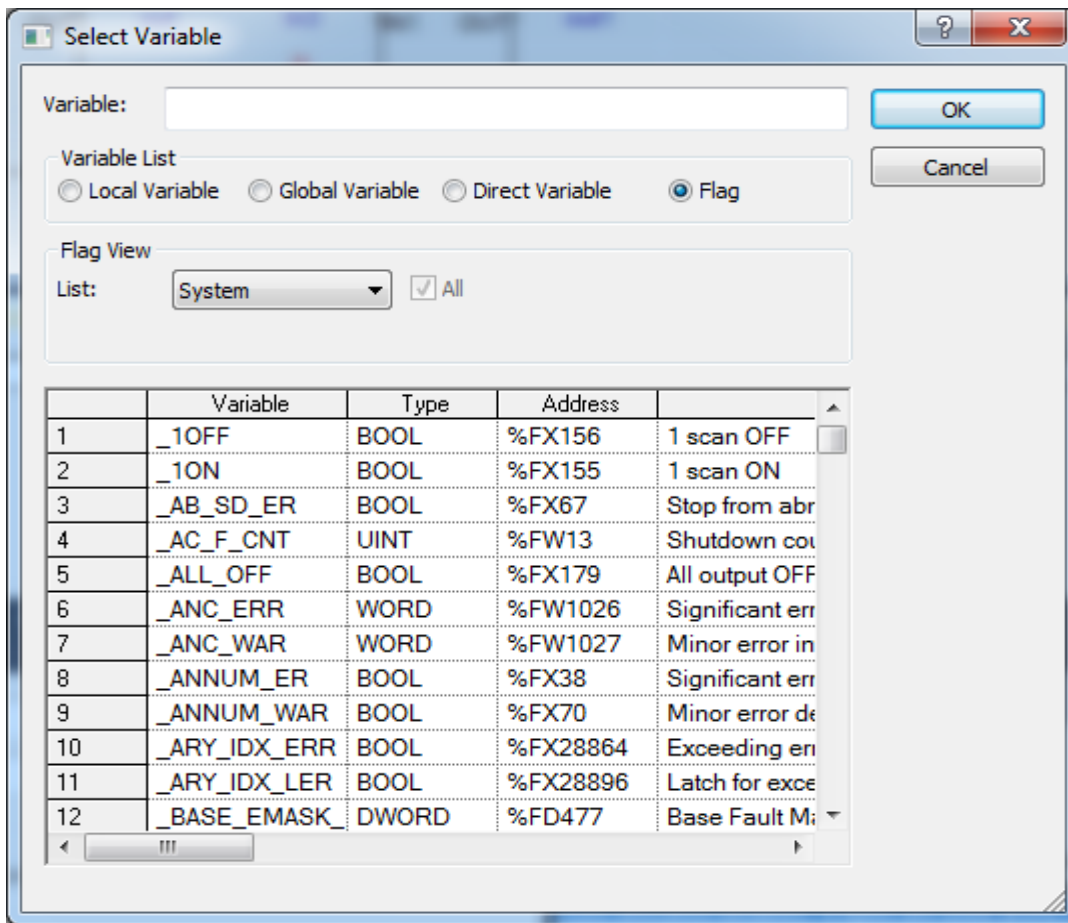 Select Variable
Variable:
OK
Variable List
Cancel
Local Variable Global Variable Direct Variable Flag
Flag View
List: System All
Variable Type Address
1 _1OFF BOOL %FX156 1 scan OFF
2 _1ON BOOL %FX155 1 scan ON
3 _AB_SD_ER BOOL %FX67 Stop from abr
4 _AC_F_CNT UINT %FW13 Shutdown cou
5 _ALL_OFF BOOL %FX179 All output OFF
6 _ANC_ERR WORD %FW1026 Significant err
7 _ANC_WAR WORD %FW1027 Minor error in
8 _ANNUM_ER BOOL %FX38 Significant err
9 _ANNUM_WAR BOOL %FX70 Minor error de
10 _ARY_IDX_ERR BOOL %FX28864 Exceeding err
11 _ARY_IDX_LER BOOL %FX28896 Latch for exce
12 _BASE_EMASK_ DWORD %FD477 Base Fault Ma